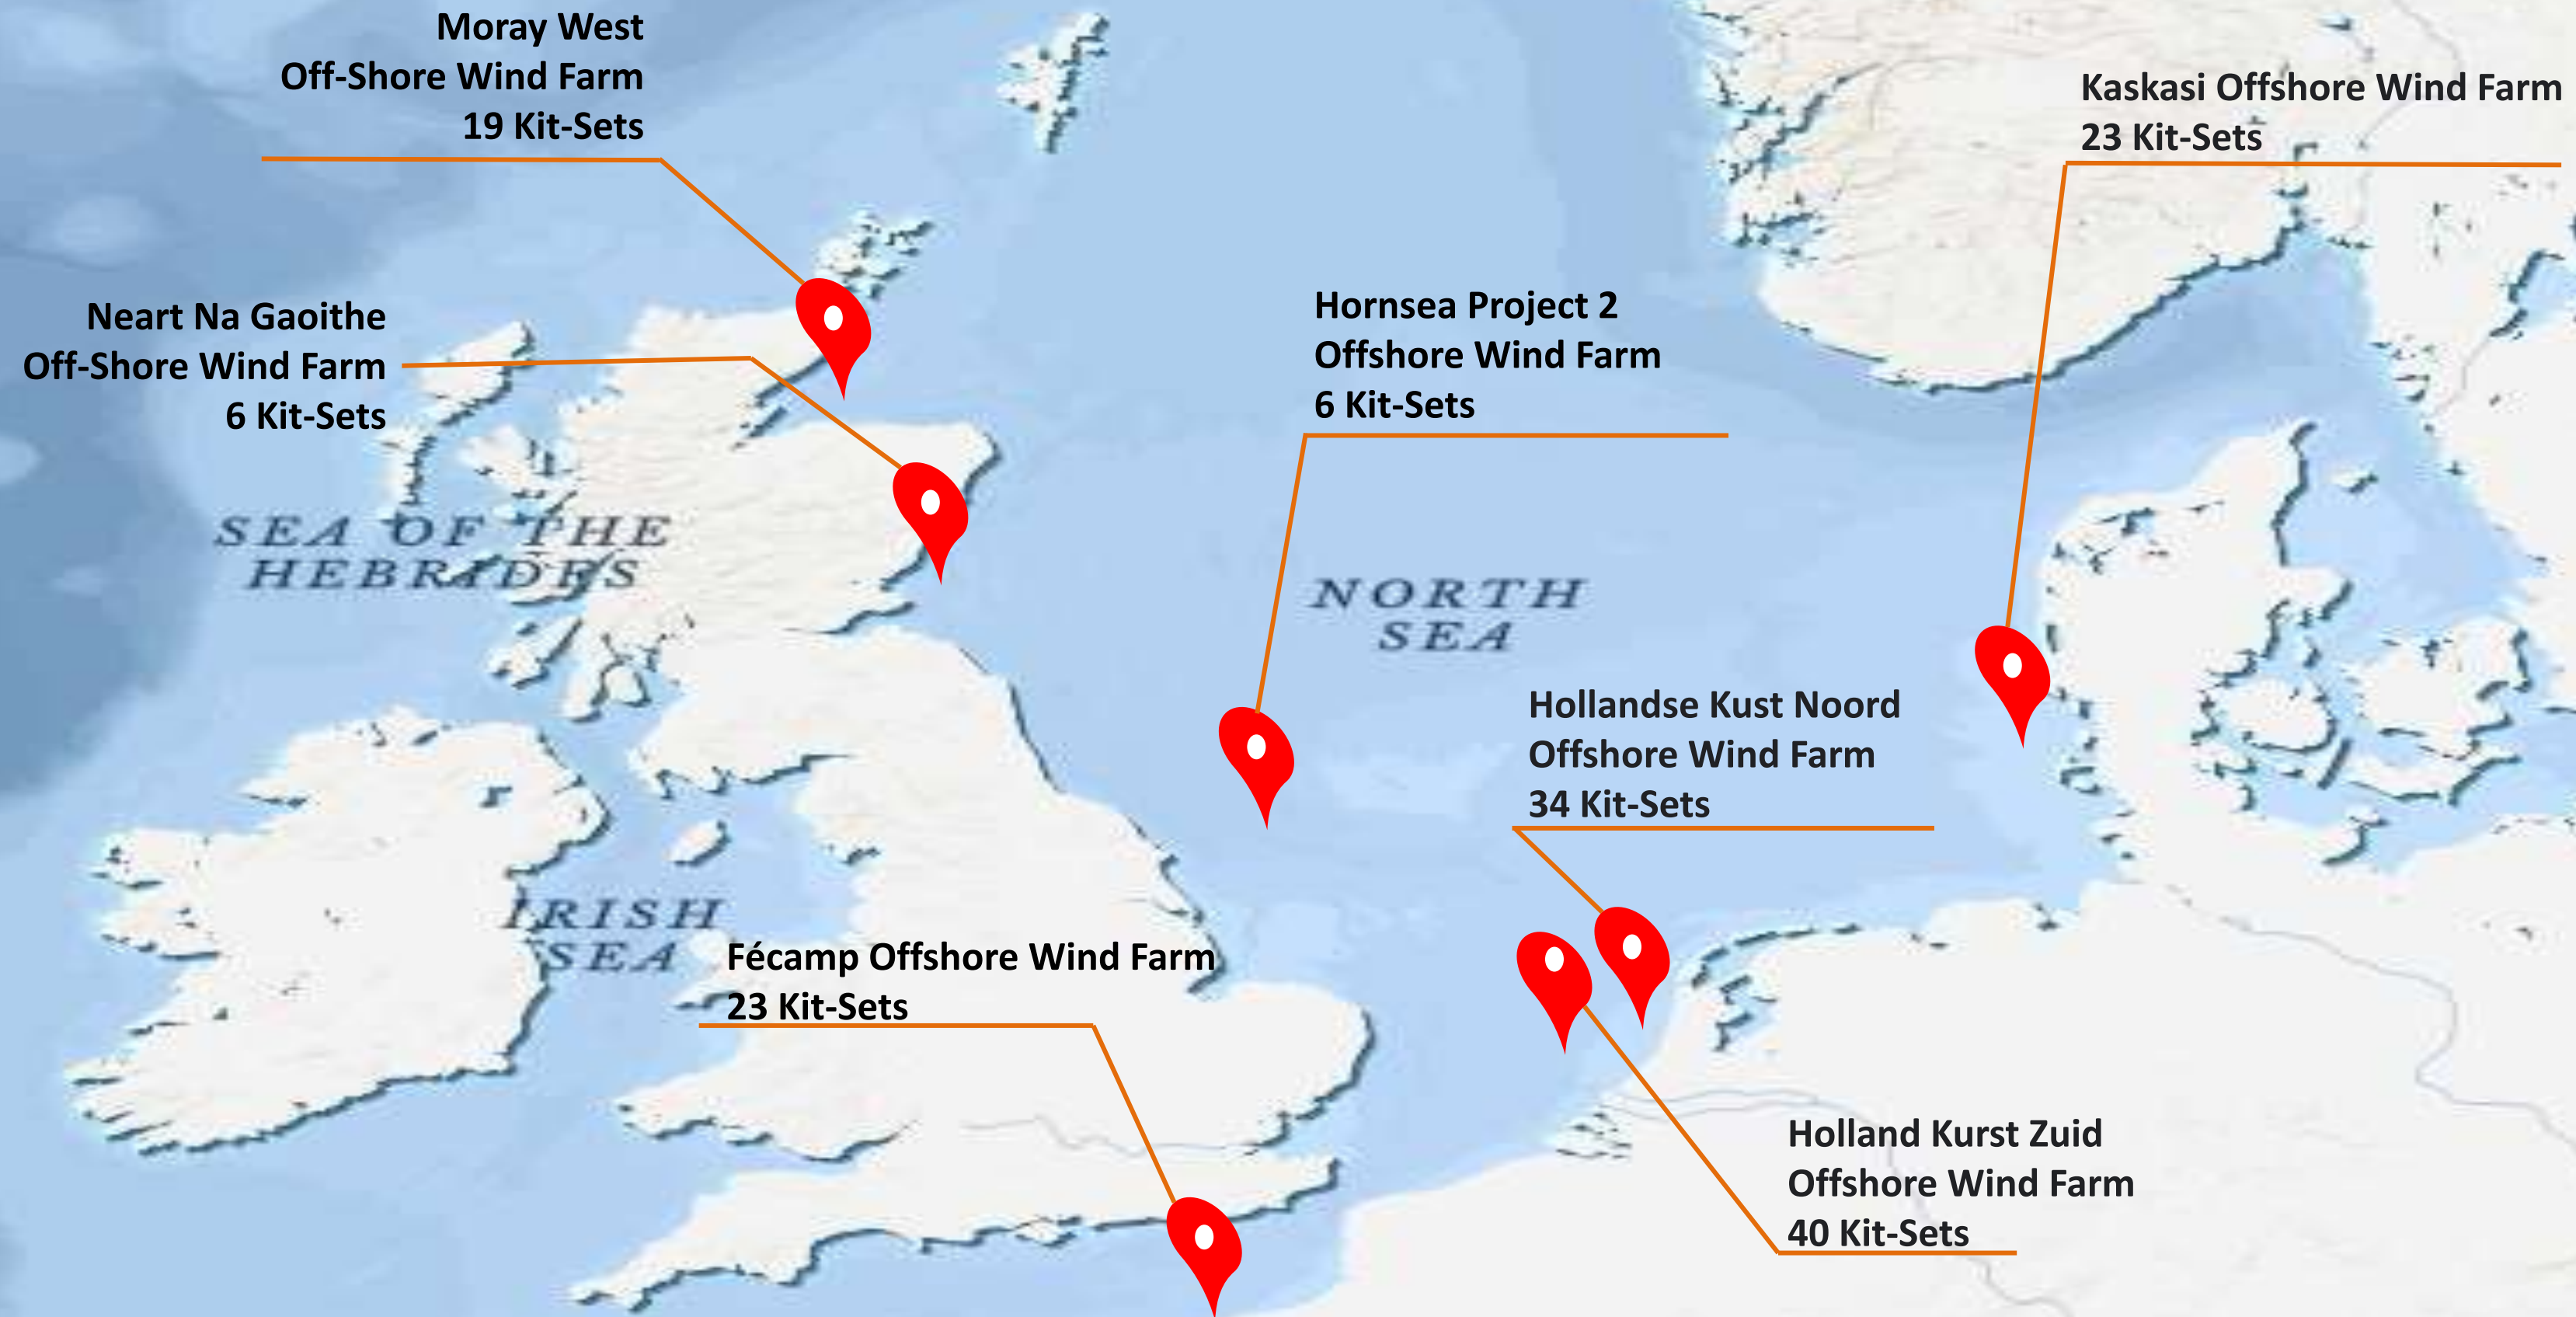 Moray West
Off-Shore Wind Farm
19 Kit-Sets
Kaskasi Offshore Wind Farm
23 Kit-Sets
Neart Na Gaoithe
Off-Shore Wind Farm
6 Kit-Sets
Hornsea Project 2
Offshore Wind Farm
6 Kit-Sets
SEA OF THE
HEBRIDES
NORTH
SEA
Hollandse Kust Noord
Offshore Wind Farm
34 Kit-Sets
IRISH
SEA
Fécamp Offshore Wind Farm
23 Kit-Sets
Holland Kurst Zuid
Offshore Wind Farm
40 Kit-Sets